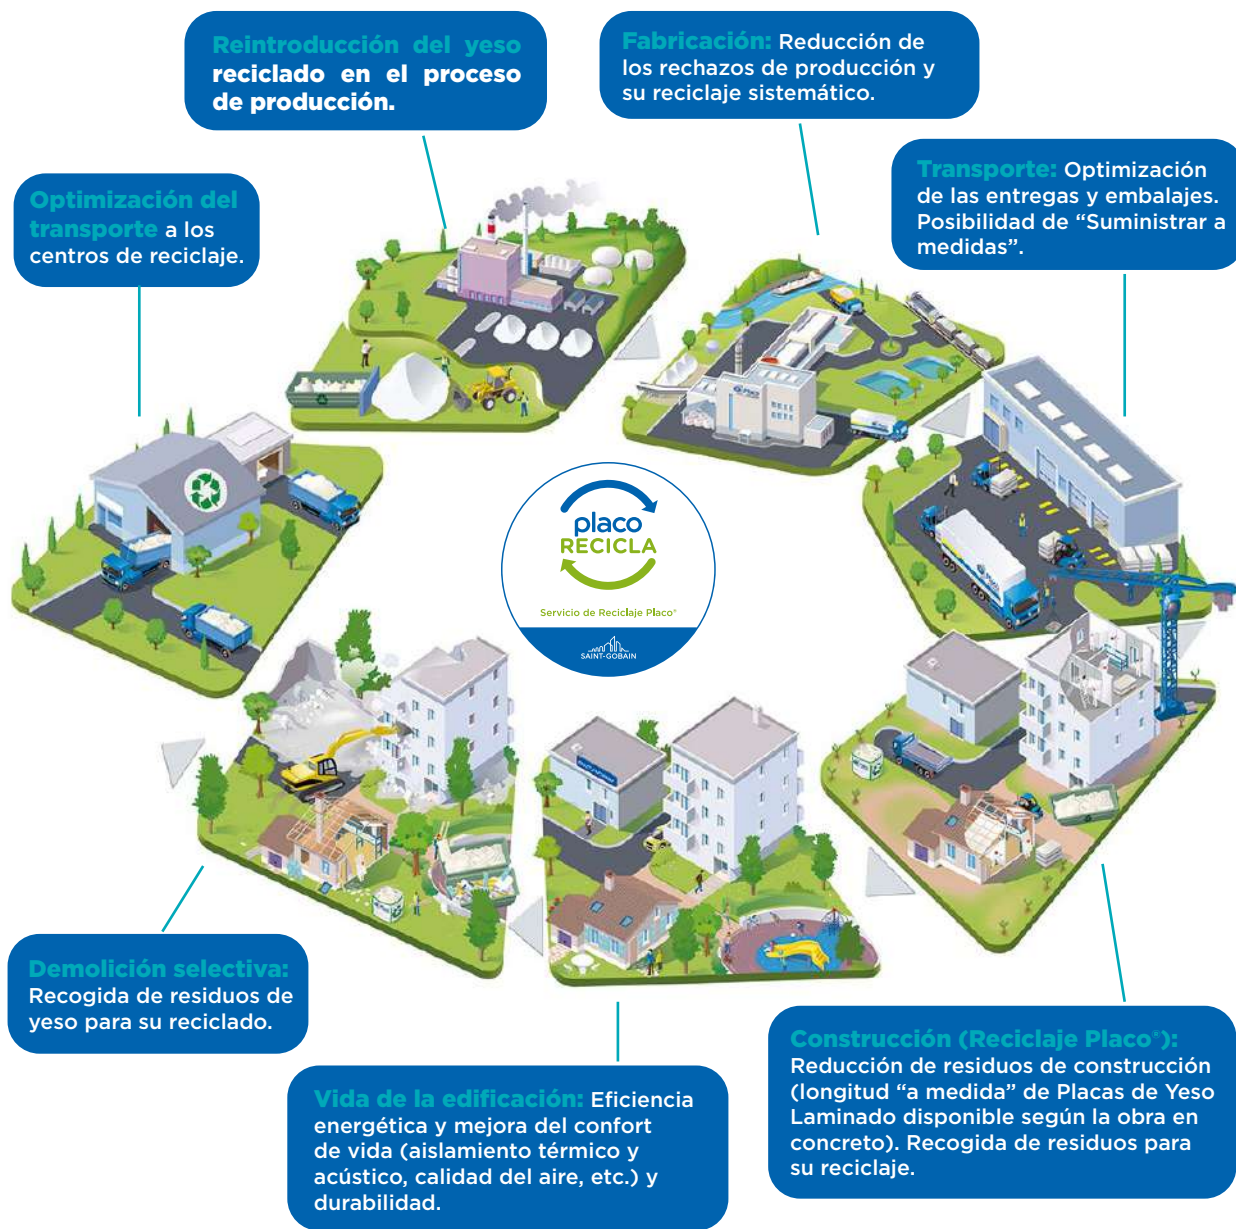 Reintroducción del yeso
reciclado en el proceso
de producción.
Fabricación: Reducción de
los rechazos de producción y
su reciclaje sistemático.
Transporte: Optimización
de las entregas y embalajes.
Posibilidad de “Suministrar a
medidas”.
Optimización del
transporte a los
centros de reciclaje.
placo
RECICLA
Servicio de Reciclaje Placo®
SAINT-GOBAIN
Demolición selectiva:
Recogida de residuos de
yeso para su reciclado.
Vida de la edificación: Eficiencia
energética y mejora del confort
de vida (aislamiento térmico y
acústico, calidad del aire, etc.) y
durabilidad.
Construcción (Reciclaje Placo®):
Reducción de residuos de construcción
(longitud “a medida” de Placas de Yeso
Laminado disponible según la obra en
concreto). Recogida de residuos para
su reciclaje.